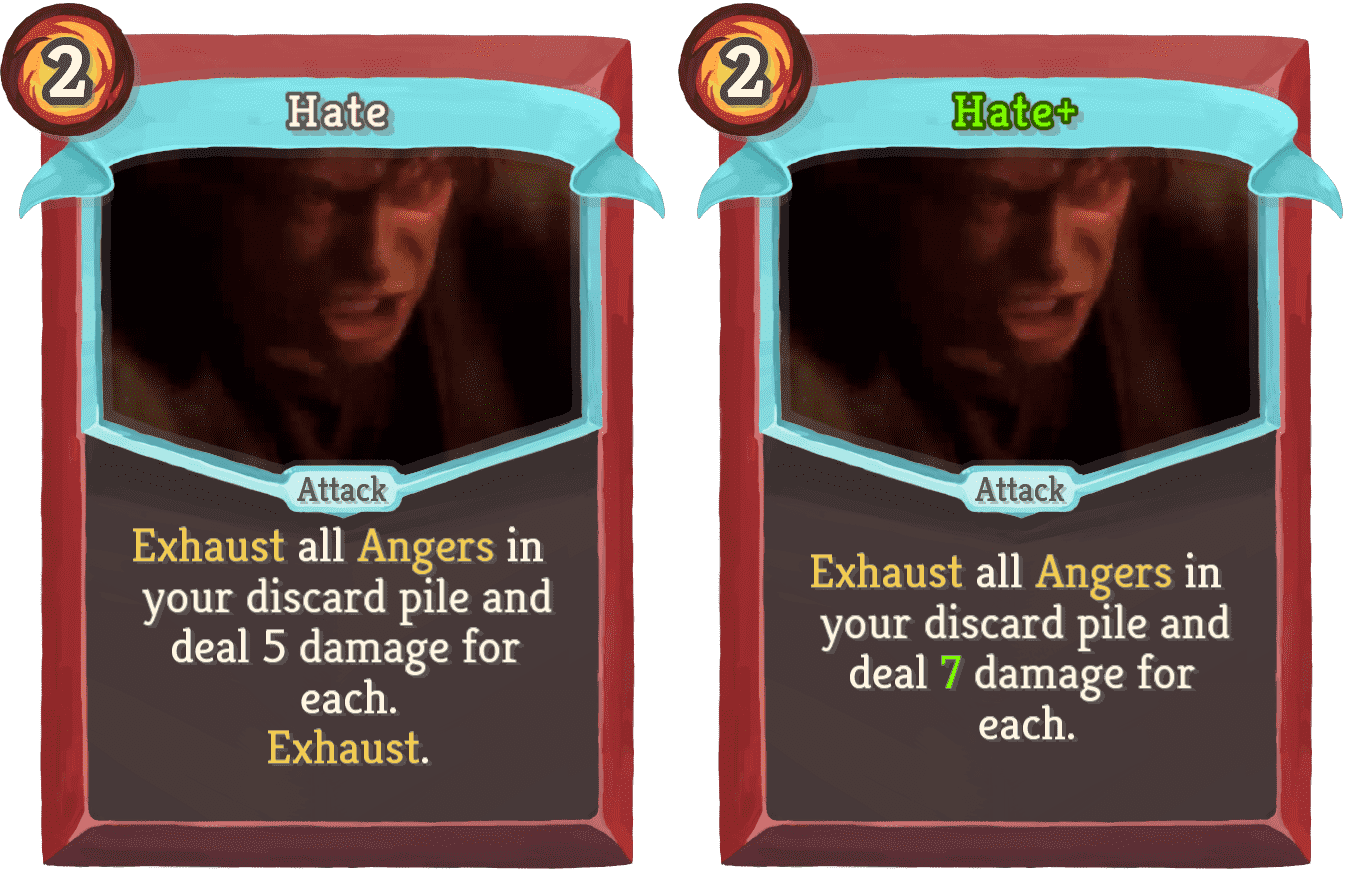 2
Hate
Attack
Exhaust all Angers in
your discard pile and
deal 5 damage for
each.
Exhaust.
2
Hate+
Attack
Exhaust all Angers in
your discard pile and
deal 7 damage for
each.